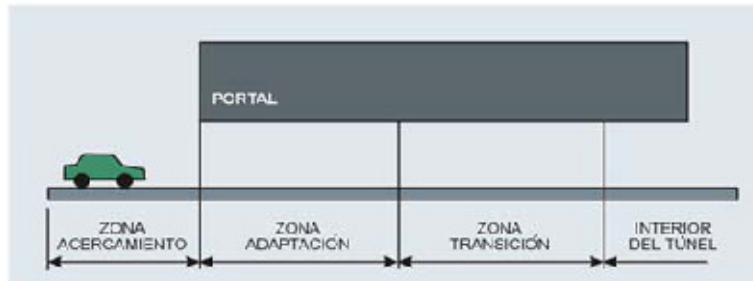 PORTAL
ZONA
ACERCAMIENTO
ZONA
ADAPTACIÓN
ZONA
TRANSICIÓN
INTERIOR
DEL TÚNEL